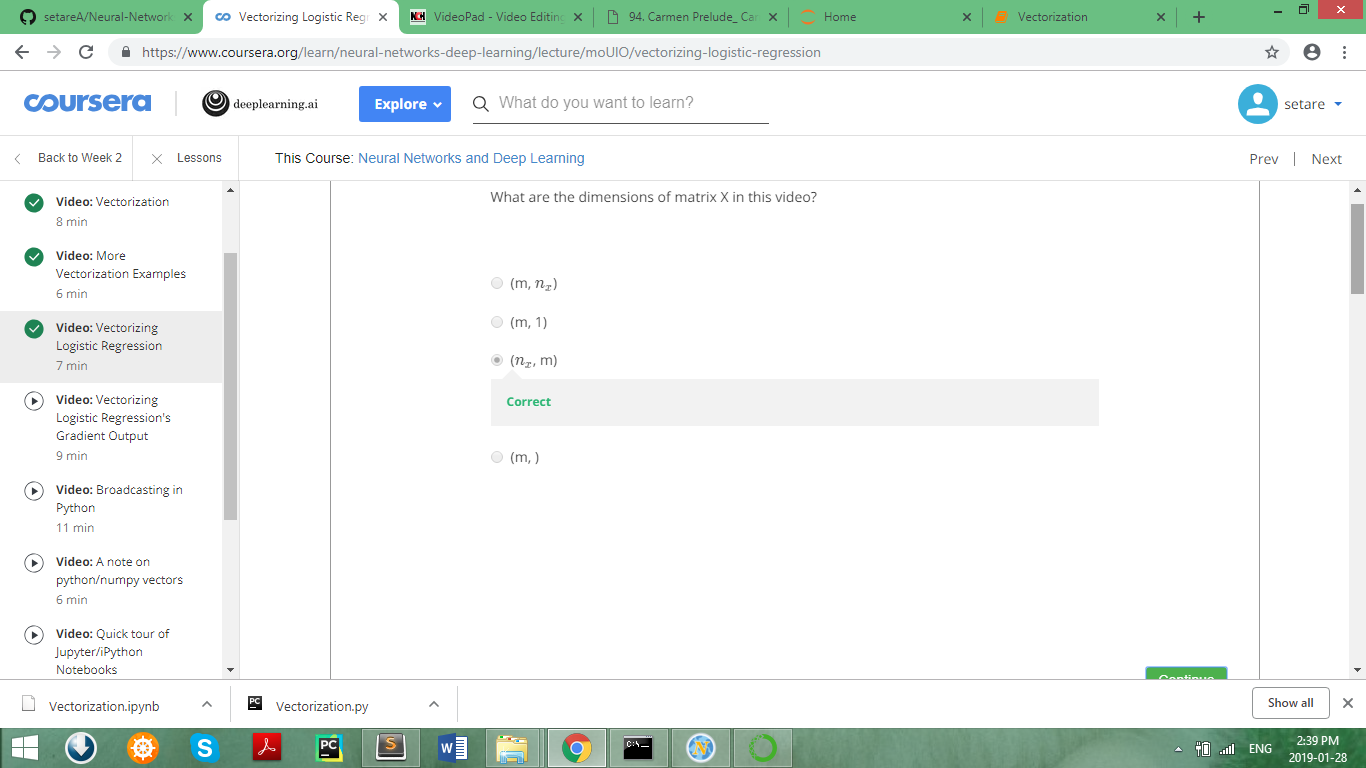 setareA/Neural-Network
Vectorizing Logistic Regr
VideoPad - Video Editing
94. Carmen Prelude_ Car
Home
Vectorization
https://www.coursera.org/learn/neural-networks-deep-learning/lecture/moUIO/vectorizing-logistic-regression
coursera
deeplearning.ai
Explore
What do you want to learn?
setare
Back to Week 2
Lessons
This Course: Neural Networks and Deep Learning
Prev | Next
Video: Vectorization
8 min
Video: More
Vectorization Examples
6 min
Video: Vectorizing
Logistic Regression
7 min
Video: Vectorizing
Logistic Regression's
Gradient Output
9 min
Video: Broadcasting in
Python
11 min
Video: A note on
python/numpy vectors
6 min
Video: Quick tour of
Jupyter/iPython
Notebooks
What are the dimensions of matrix X in this video?
(m, nₓ)
(m, 1)
(nₓ, m)
Correct
(m, )
Continue
Vectorization.ipynb
PC
Vectorization.py
Show all
PC
S
W
C:\_
N
ENG
2:39 PM
2019-01-28